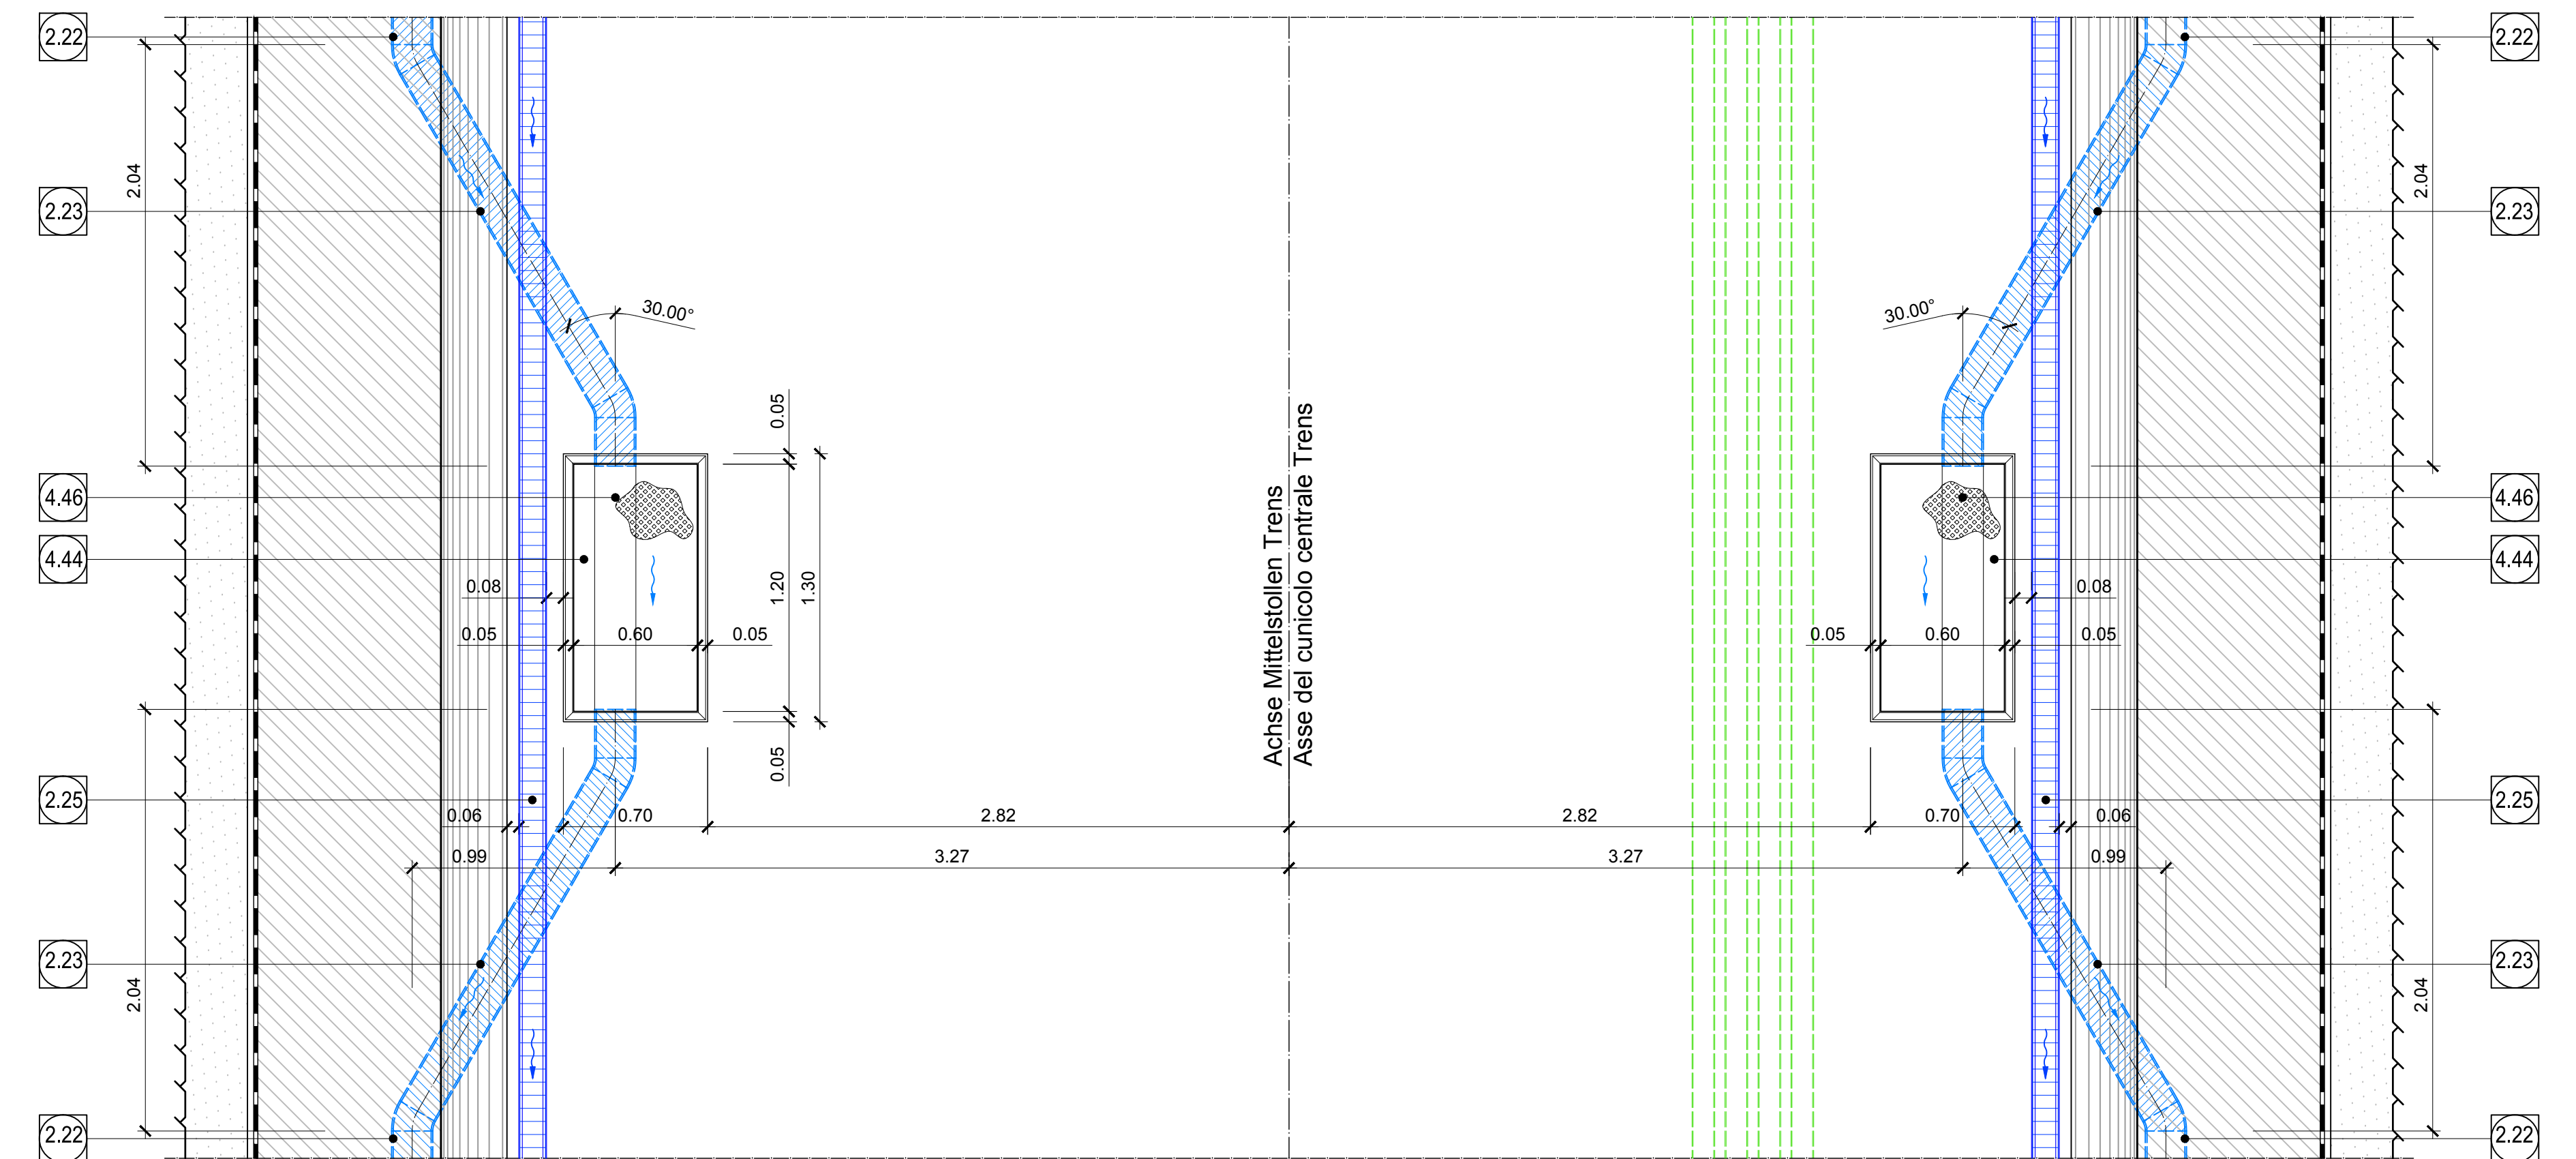 2.22 2.22
2.04 2.04
2.23 2.23
30.00° 30.00°
0.05
4.46 4.46
4.44 4.44
Achse Mittelstollen Trens
Asse del cunicolo centrale Trens
0.08 1.20 1.30 0.08
0.05 0.60 0.05 0.05 0.60 0.05
0.05
2.25 2.25
0.06 0.70 2.82 2.82 0.70 0.06
0.99 3.27 3.27 0.99
2.23 2.23
2.04 2.04
2.22 2.22